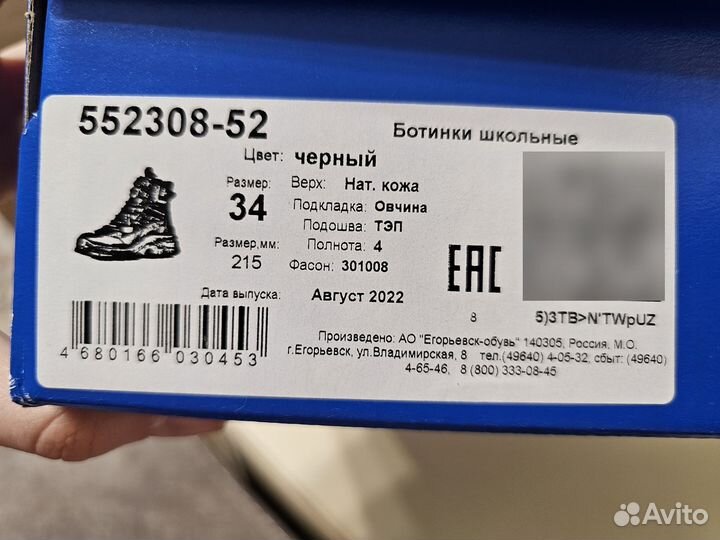 552308-52
Ботинки школьные
Цвет: черный
Размер:
34
Размер,мм:
215
Верх: Нат. кожа
Подкладка: Овчина
Подошва: ТЭП
Полнота: 4
Фасон: 301008
Дата выпуска: Август 2022
EAC
8
5)3TB>N'TWpUZ
4 680166 030453
Произведено: АО "Егорьевск-обувь" 140305, Россия, М.О.
г.Егорьевск, ул.Владимирская, 8 тел.(49640) 4-05-32, сбыт: (49640)
4-65-46, 8 (800) 333-08-45
Avito